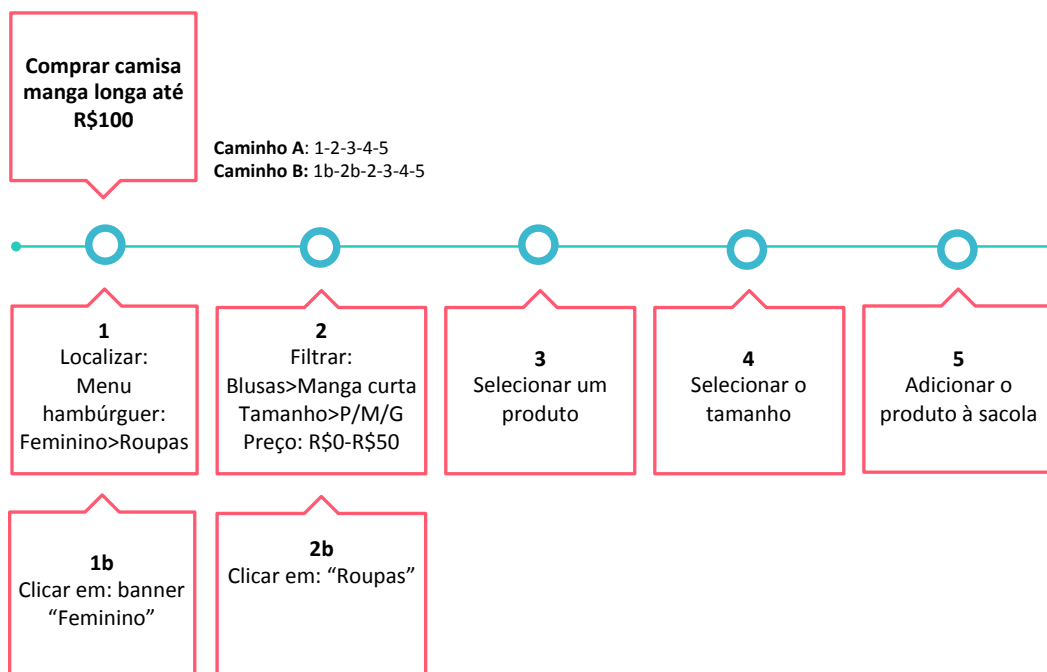 Comprar camisa
manga longa até
R$100
Caminho A: 1-2-3-4-5
Caminho B: 1b-2b-2-3-4-5
1
Localizar:
Menu
hambúrguer:
Feminino>Roupas
2
Filtrar:
Blusas>Manga curta
Tamanho>P/M/G
Preço: R$0-R$50
3
Selecionar um
produto
4
Selecionar o
tamanho
5
Adicionar o
produto à sacola
1b
Clicar em: banner
“Feminino”
2b
Clicar em: “Roupas”